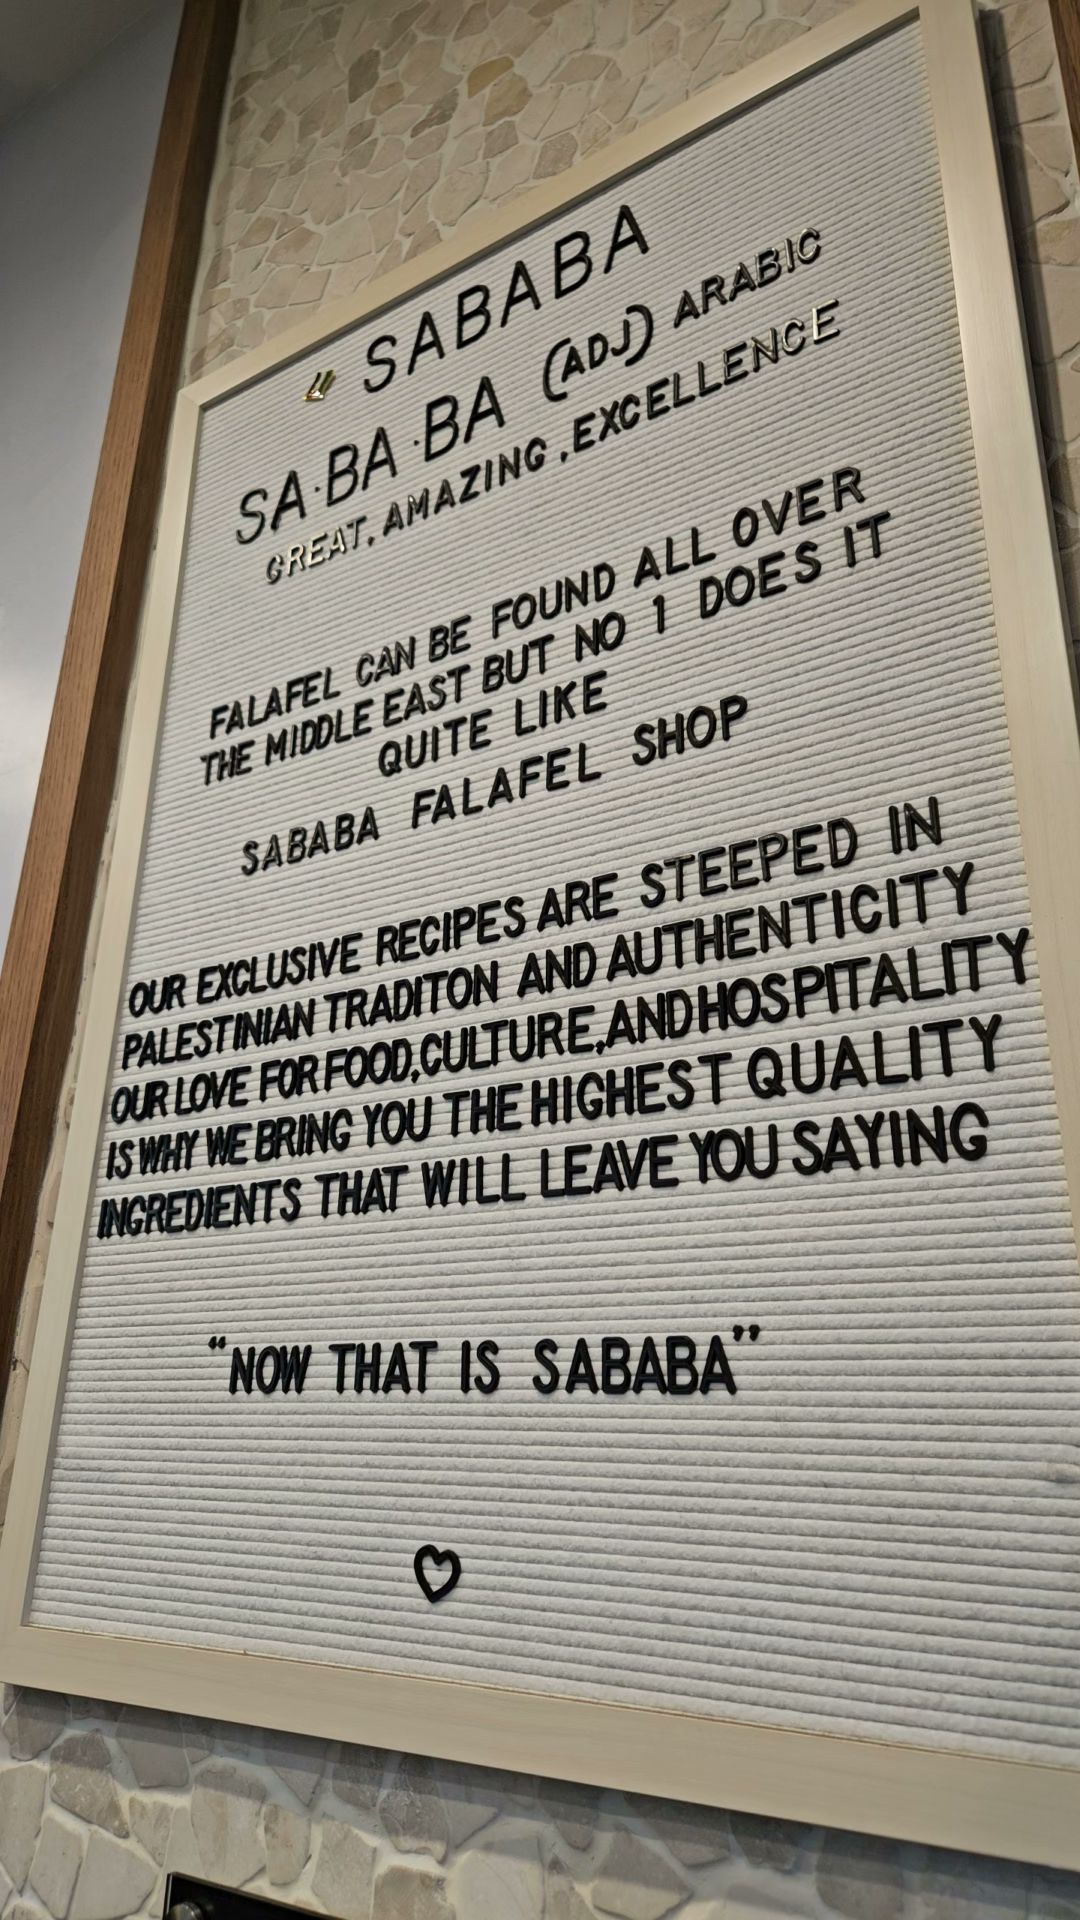 " SABABA
SA·BA·BA (ADJ) ARABIC
GREAT, AMAZING, EXCELLENCE
FALAFEL CAN BE FOUND ALL OVER
THE MIDDLE EAST BUT NO 1 DOES IT
QUITE LIKE
SABABA FALAFEL SHOP
OUR EXCLUSIVE RECIPES ARE STEEPED IN
PALESTINIAN TRADITON AND AUTHENTICITY
OUR LOVE FOR FOOD, CULTURE, AND HOSPITALITY
IS WHY WE BRING YOU THE HIGHEST QUALITY
INGREDIENTS THAT WILL LEAVE YOU SAYING
"NOW THAT IS SABABA"